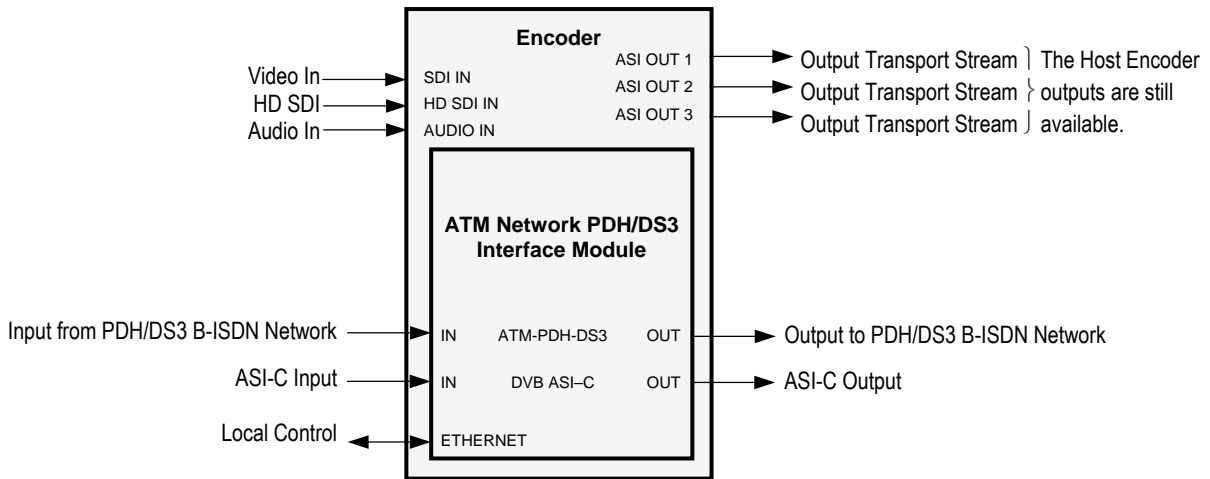 Encoder
ASI OUT 1
ASI OUT 2
ASI OUT 3
Video In
HD SDI
Audio In
SDI IN
HD SDI IN
AUDIO IN
Output Transport Stream } The Host Encoder
Output Transport Stream } outputs are still
Output Transport Stream } available.
ATM Network PDH/DS3
Interface Module
Input from PDH/DS3 B-ISDN Network
IN ATM-PDH-DS3 OUT
Output to PDH/DS3 B-ISDN Network
ASI-C Input
IN DVB ASI–C OUT
ASI-C Output
Local Control
ETHERNET